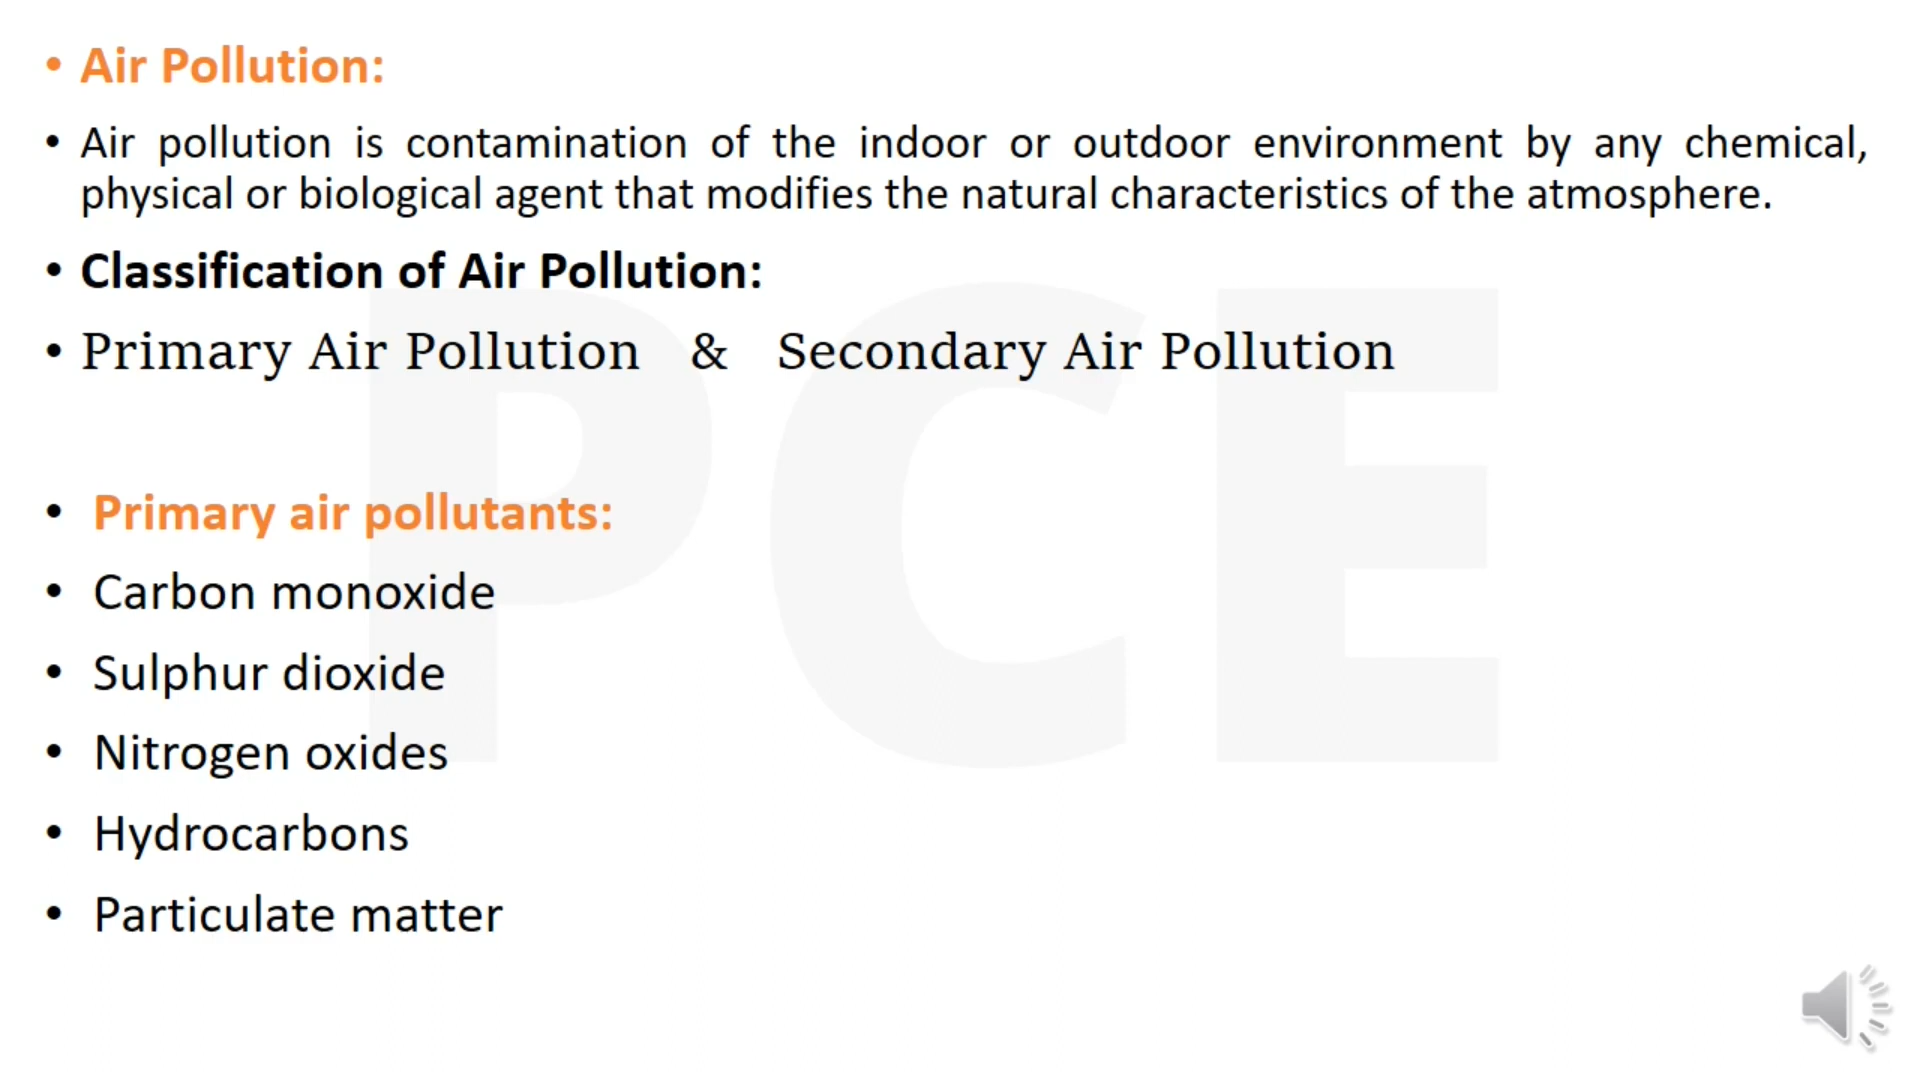 • Air Pollution:
• Air pollution is contamination of the indoor or outdoor environment by any chemical,
physical or biological agent that modifies the natural characteristics of the atmosphere.
• Classification of Air Pollution:
• Primary Air Pollution & Secondary Air Pollution
• Primary air pollutants:
• Carbon monoxide
• Sulphur dioxide
• Nitrogen oxides
• Hydrocarbons
• Particulate matter
PCE